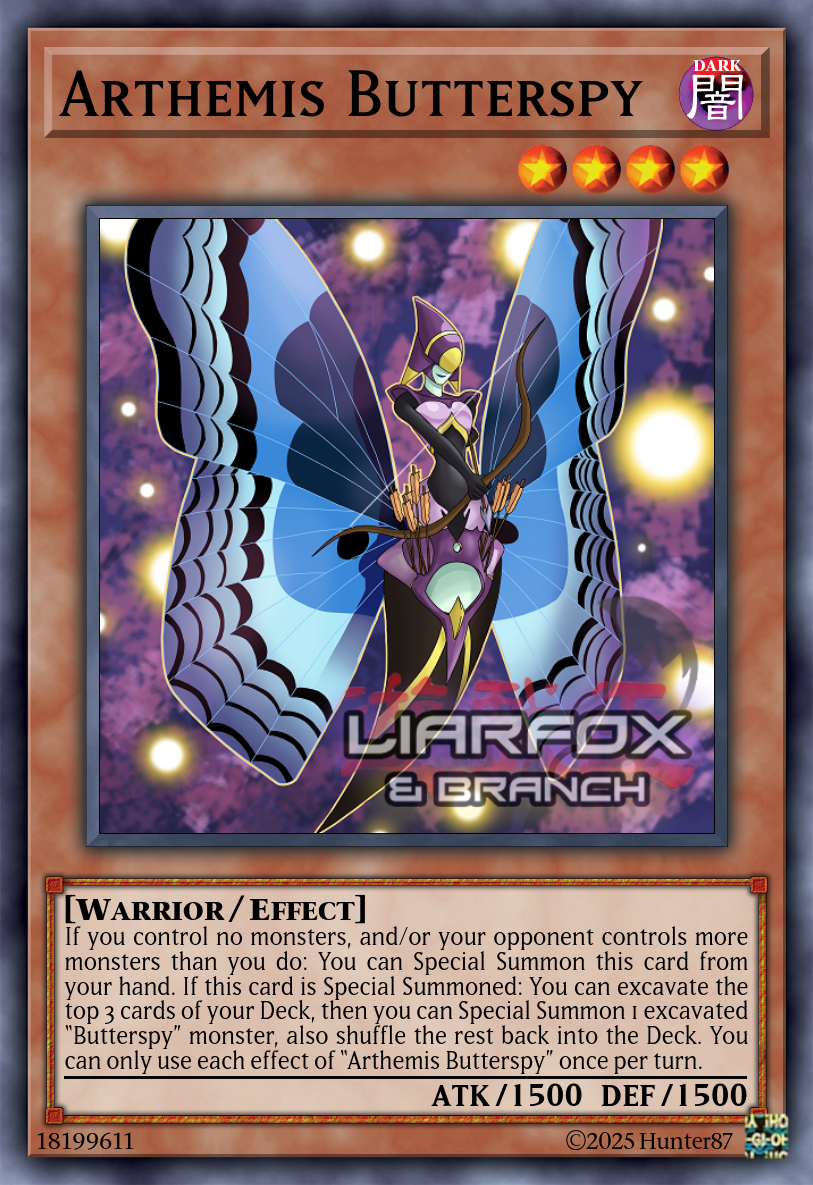 ARTHEMIS BUTTERSPY
DARK
闇
LIARFOX
& BRANCH
[WARRIOR / EFFECT]
If you control no monsters, and/or your opponent controls more
monsters than you do: You can Special Summon this card from
your hand. If this card is Special Summoned: You can excavate the
top 3 cards of your Deck, then you can Special Summon 1 excavated
"Butterspy" monster, also shuffle the rest back into the Deck. You
can only use each effect of "Arthemis Butterspy" once per turn.
ATK / 1500 DEF / 1500
18199611
©2025 Hunter87